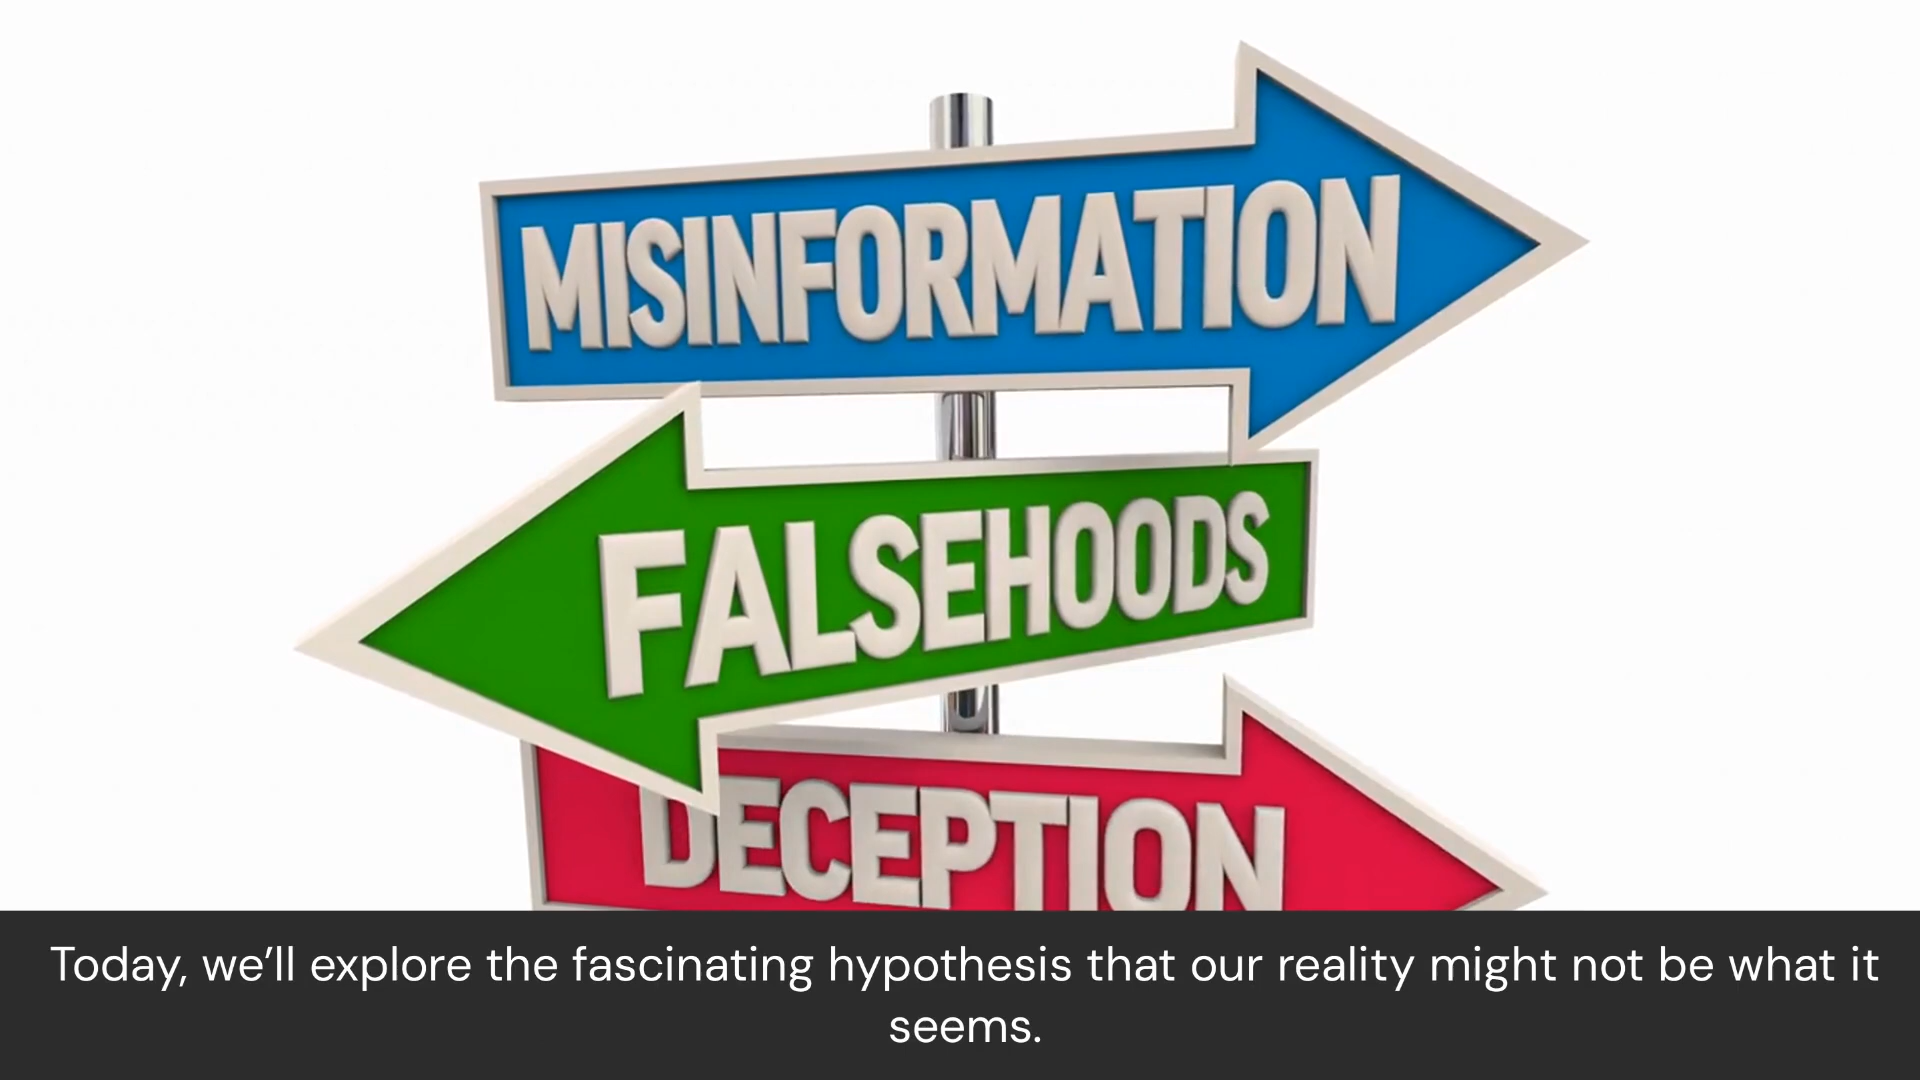 MISINFORMATION
FALSEHOODS
DECEPTION
Today, we’ll explore the fascinating hypothesis that our reality might not be what it
seems.